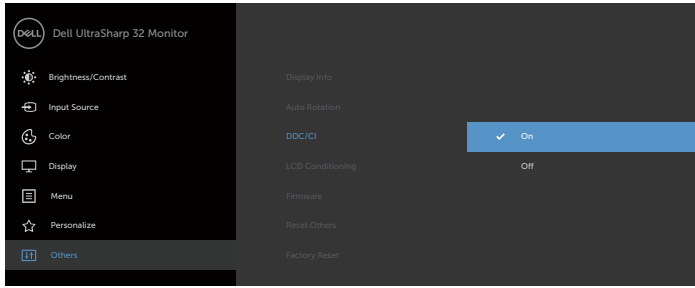 DELL Dell UltraSharp 32 Monitor
Brightness/Contrast
Display Info
Input Source
Auto Rotation
Color
DDC/CI
On
Display
LCD Conditioning
Off
Menu
Firmware
Personalize
Reset Others
Others
Factory Reset